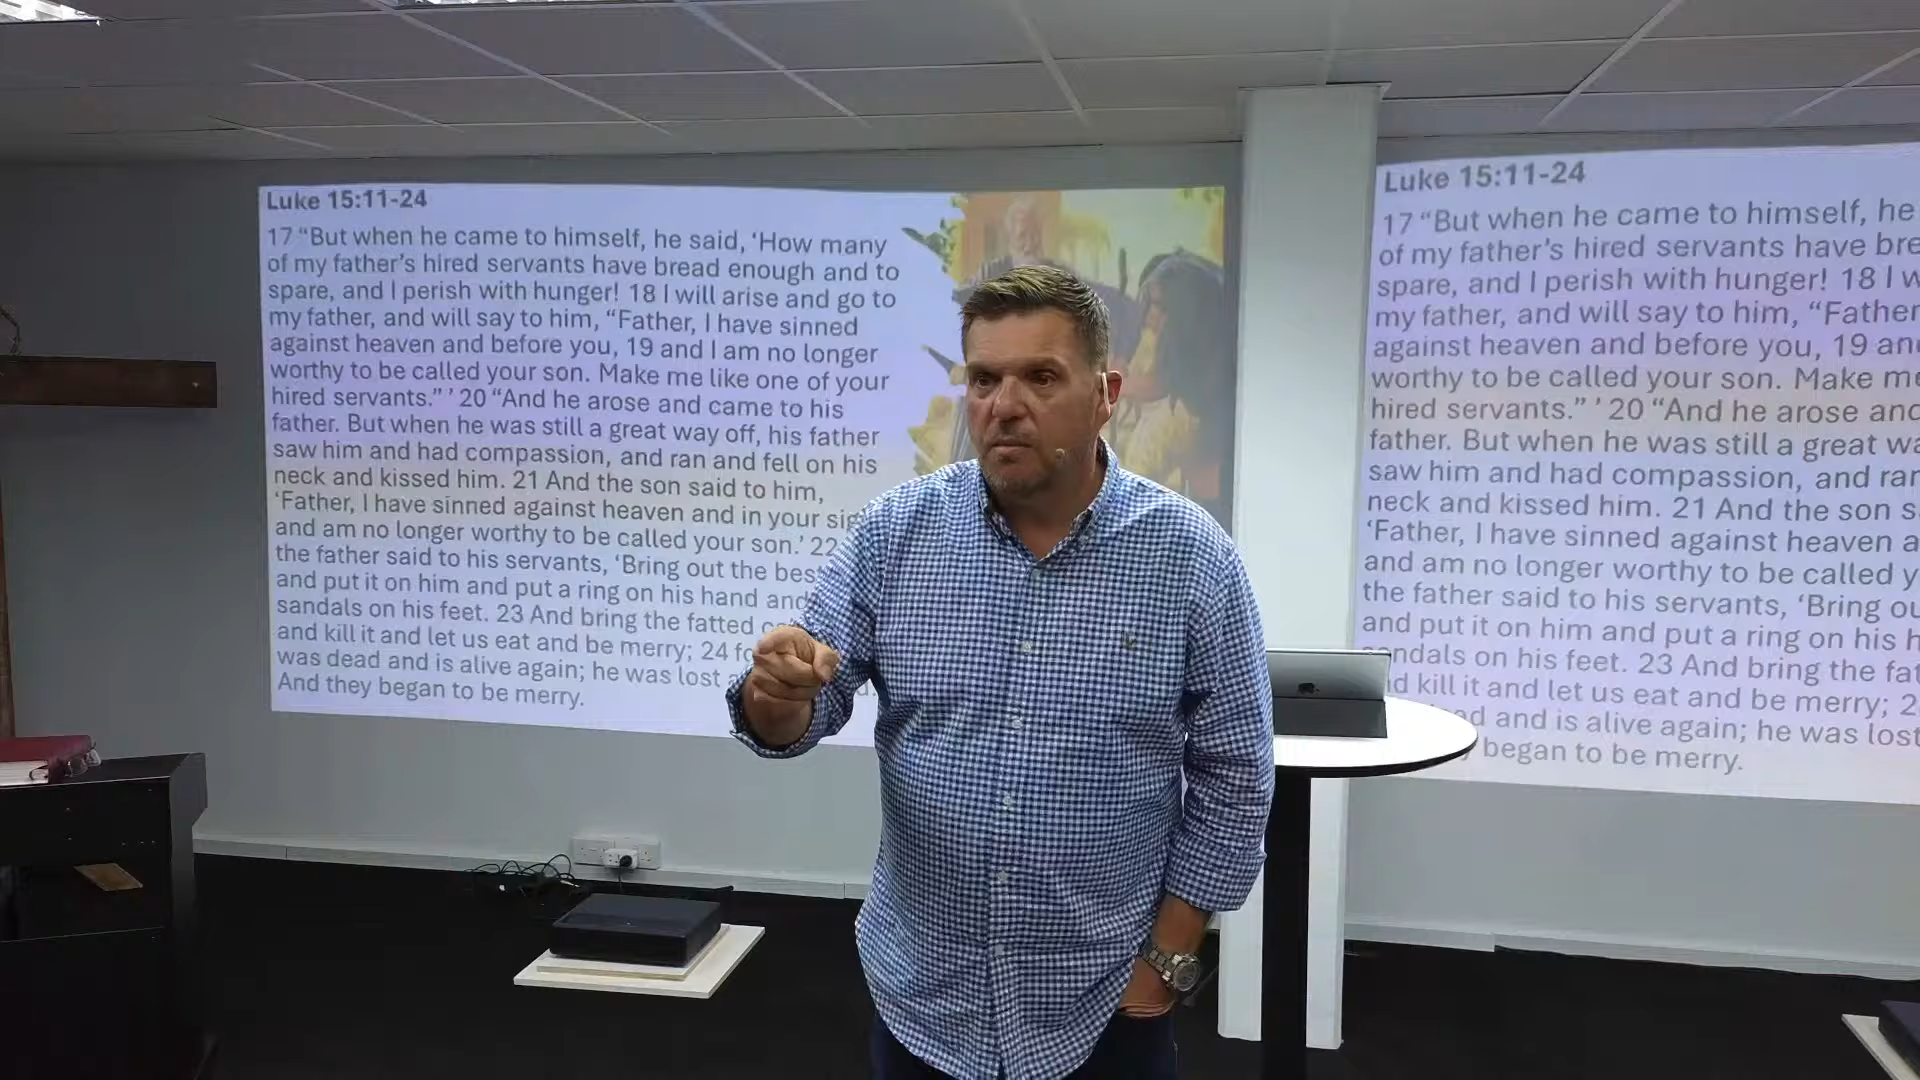 Luke 15:11-24
17 “But when he came to himself, he said, ‘How many
of my father’s hired servants have bread enough and to
spare, and I perish with hunger! 18 I will arise and go to
my father, and will say to him, “Father, I have sinned
against heaven and before you, 19 and I am no longer
worthy to be called your son. Make me like one of your
hired servants.” ’ 20 “And he arose and came to his
father. But when he was still a great way off, his father
saw him and had compassion, and ran and fell on his
neck and kissed him. 21 And the son said to him,
‘Father, I have sinned against heaven and in your
and am no longer worthy to be called your son.’ 22
the father said to his servants, ‘Bring out the
and put it on him and put a ring on his hand and
sandals on his feet. 23 And bring the fatted
and kill it and let us eat and be merry; 24
was dead and is alive again; he was lost
And they began to be merry.
Luke 15:11-24
17 “But when he came to himself, he
of my father’s hired servants have
spare, and I perish with hunger! 18 I
my father, and will say to him, “Father
against heaven and before you, 19
worthy to be called your son. Make
hired servants.” ’ 20 “And he arose
father. But when he was still a great
saw him and had compassion, and
neck and kissed him. 21 And the son
‘Father, I have sinned against heaven
and am no longer worthy to be called
the father said to his servants, ‘Bring
and put it on him and put a ring on his
on his feet. 23 And bring the
kill it and let us eat and be merry;
and is alive again; he was lost
began to be merry.